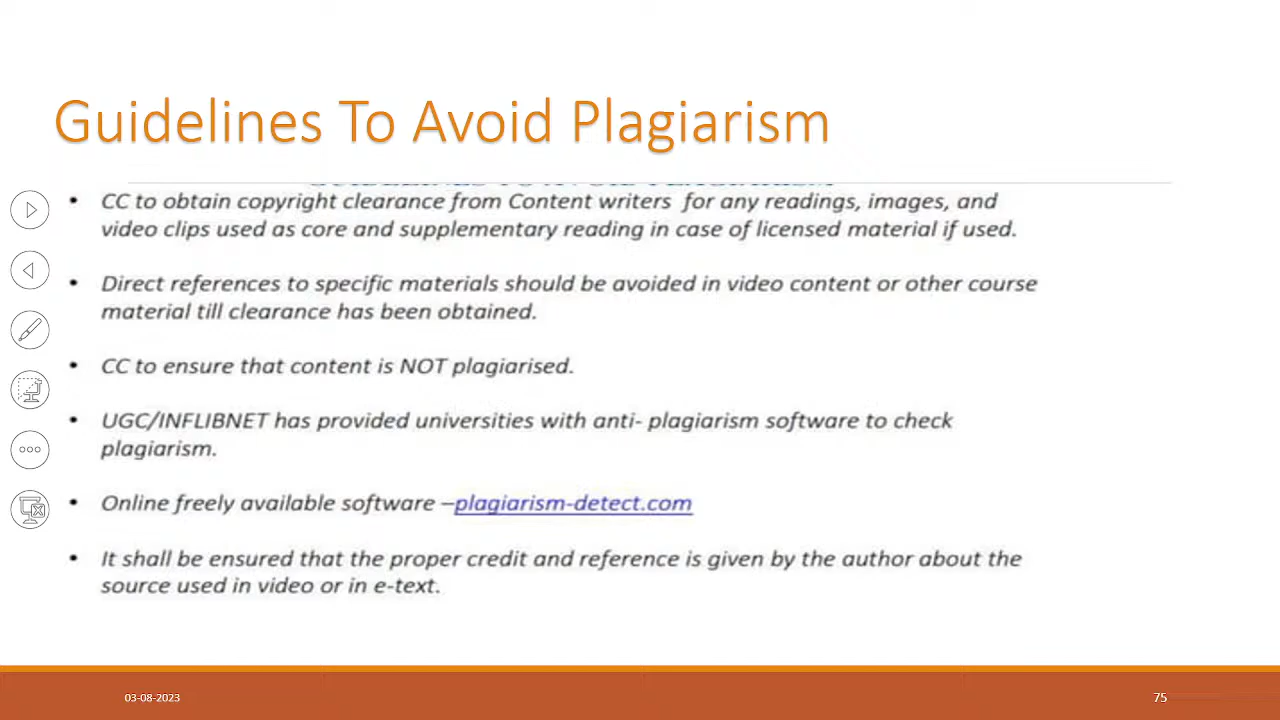 Guidelines To Avoid Plagiarism
• CC to obtain copyright clearance from Content writers for any readings, images, and
video clips used as core and supplementary reading in case of licensed material if used.
• Direct references to specific materials should be avoided in video content or other course
material till clearance has been obtained.
• CC to ensure that content is NOT plagiarised.
• UGC/INFLIBNET has provided universities with anti- plagiarism software to check
plagiarism.
• Online freely available software –plagiarism-detect.com
• It shall be ensured that the proper credit and reference is given by the author about the
source used in video or in e-text.
03-08-2023
75